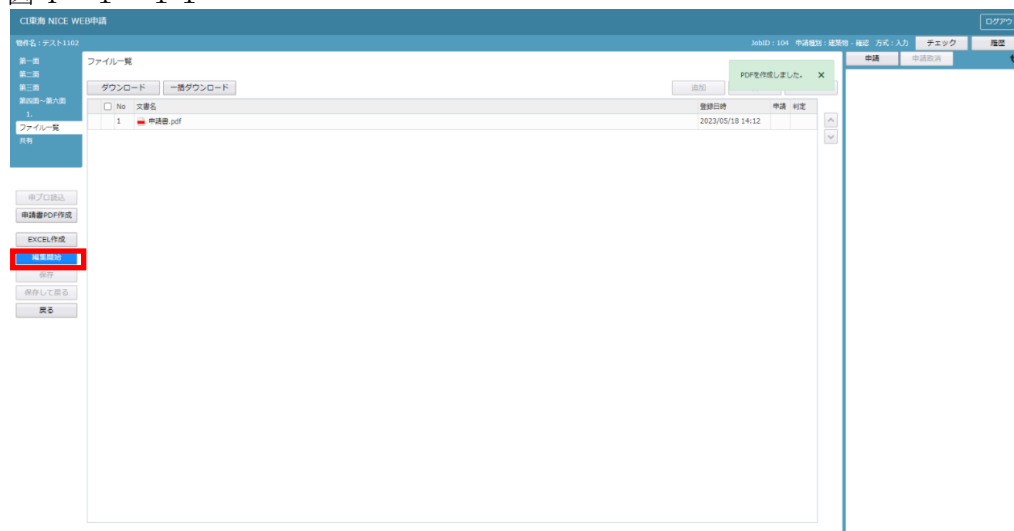 CI東海 NICE WEB申請
ログアウ
物件名：テスト1102
JobID：104 申請種別：建築物 - 確認 方式：入力 チェック 履歴
第一面
第二面
第三面
第四面～第六面
1.
ファイル一覧
共有
ファイル一覧
PDFを作成しました。 ×
申請 申請取消
ダウンロード 一括ダウンロード 追加
No 文書名 登録日時 申請 判定
1 申請書.pdf 2023/05/18 14:12
申プロ読込
申請書PDF作成
EXCEL作成
編集開始
保存
保存して戻る
戻る